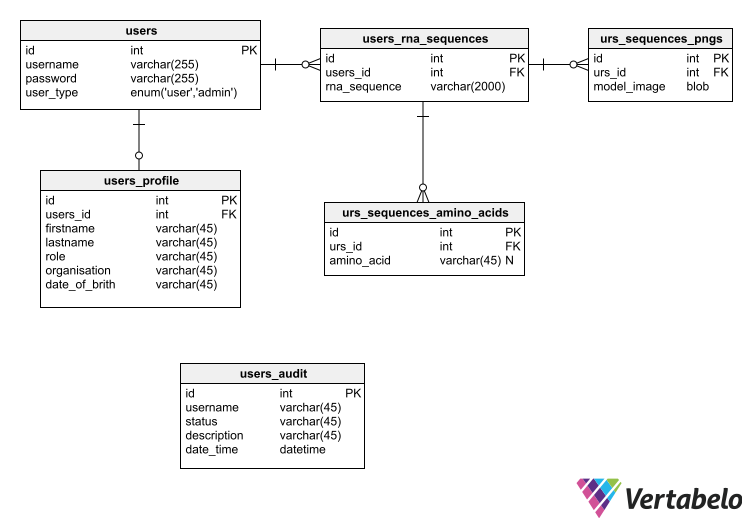 users
id int PK
username varchar(255)
password varchar(255)
user_type enum('user','admin')
users_rna_sequences
id int PK
users_id int FK
rna_sequence varchar(2000)
urs_sequences_pngs
id int PK
urs_id int FK
model_image blob
users_profile
id int PK
users_id int FK
firstname varchar(45)
lastname varchar(45)
role varchar(45)
organisation varchar(45)
date_of_brith varchar(45)
urs_sequences_amino_acids
id int PK
urs_id int FK
amino_acid varchar(45) N
users_audit
id int PK
username varchar(45)
status varchar(45)
description varchar(45)
date_time datetime
Vertabelo